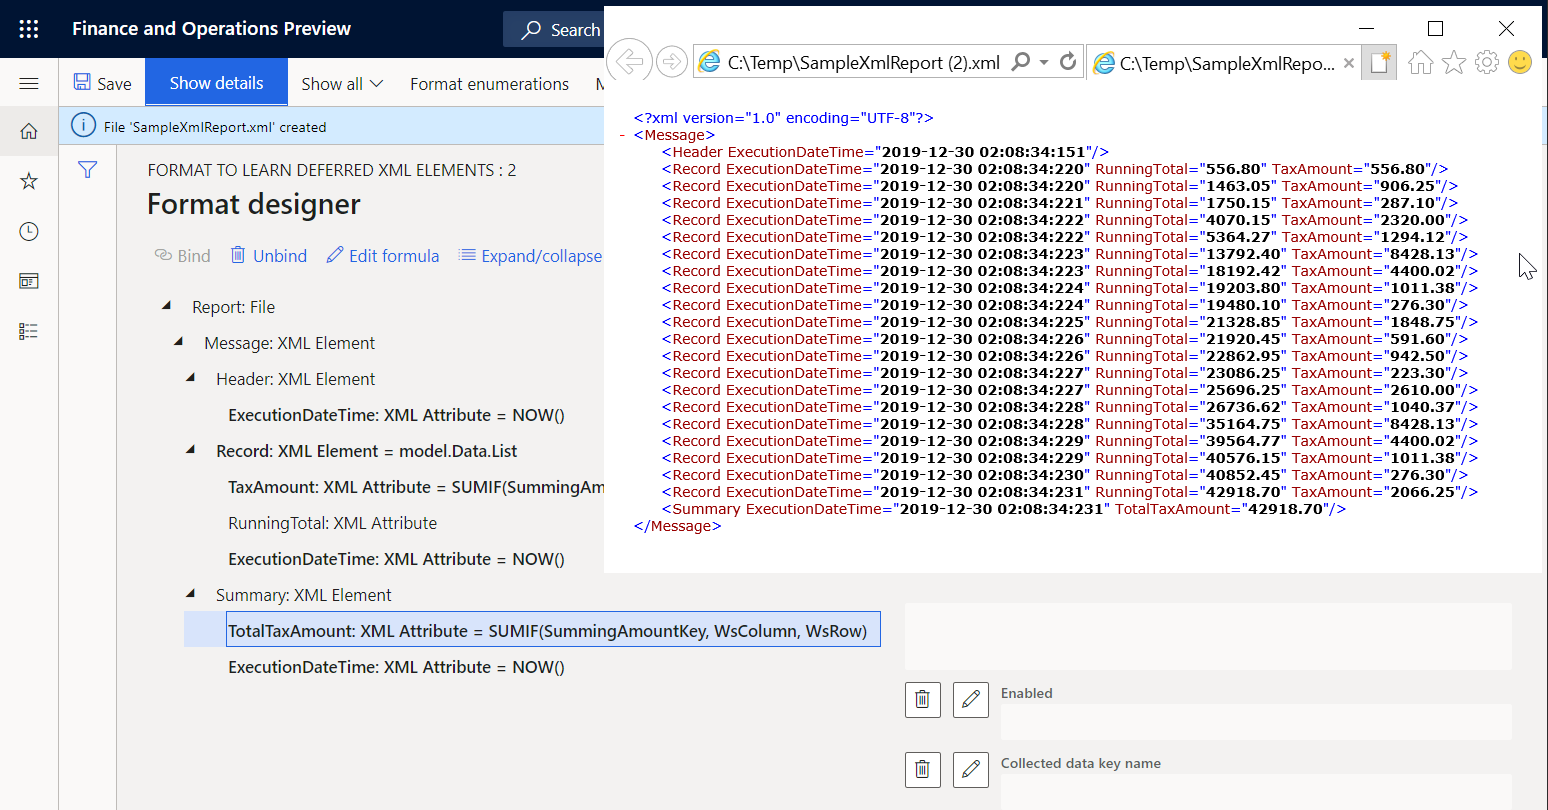 Finance and Operations Preview
Search
Save
Show details
Show all
Format enumerations
File 'SampleXmlReport.xml' created
FORMAT TO LEARN DEFERRED XML ELEMENTS : 2
Format designer
Bind
Unbind
Edit formula
Expand/collapse
Report: File
Message: XML Element
Header: XML Element
ExecutionDateTime: XML Attribute = NOW()
Record: XML Element = model.Data.List
TaxAmount: XML Attribute = SUMIF(SummingAm
RunningTotal: XML Attribute
ExecutionDateTime: XML Attribute = NOW()
Summary: XML Element
TotalTaxAmount: XML Attribute = SUMIF(SummingAmountKey, WsColumn, WsRow)
ExecutionDateTime: XML Attribute = NOW()
Enabled
Collected data key name
C:\Temp\SampleXmlReport (2).xml
C:\Temp\SampleXmlRepo...
<?xml version="1.0" encoding="UTF-8"?>
- <Message>
<Header ExecutionDateTime="2019-12-30 02:08:34:151"/>
<Record ExecutionDateTime="2019-12-30 02:08:34:220" RunningTotal="556.80" TaxAmount="556.80"/>
<Record ExecutionDateTime="2019-12-30 02:08:34:220" RunningTotal="1463.05" TaxAmount="906.25"/>
<Record ExecutionDateTime="2019-12-30 02:08:34:221" RunningTotal="1750.15" TaxAmount="287.10"/>
<Record ExecutionDateTime="2019-12-30 02:08:34:222" RunningTotal="4070.15" TaxAmount="2320.00"/>
<Record ExecutionDateTime="2019-12-30 02:08:34:222" RunningTotal="5364.27" TaxAmount="1294.12"/>
<Record ExecutionDateTime="2019-12-30 02:08:34:223" RunningTotal="13792.40" TaxAmount="8428.13"/>
<Record ExecutionDateTime="2019-12-30 02:08:34:223" RunningTotal="18192.42" TaxAmount="4400.02"/>
<Record ExecutionDateTime="2019-12-30 02:08:34:224" RunningTotal="19203.80" TaxAmount="1011.38"/>
<Record ExecutionDateTime="2019-12-30 02:08:34:224" RunningTotal="19480.10" TaxAmount="276.30"/>
<Record ExecutionDateTime="2019-12-30 02:08:34:225" RunningTotal="21328.85" TaxAmount="1848.75"/>
<Record ExecutionDateTime="2019-12-30 02:08:34:226" RunningTotal="21920.45" TaxAmount="591.60"/>
<Record ExecutionDateTime="2019-12-30 02:08:34:226" RunningTotal="22862.95" TaxAmount="942.50"/>
<Record ExecutionDateTime="2019-12-30 02:08:34:227" RunningTotal="23086.25" TaxAmount="223.30"/>
<Record ExecutionDateTime="2019-12-30 02:08:34:227" RunningTotal="25696.25" TaxAmount="2610.00"/>
<Record ExecutionDateTime="2019-12-30 02:08:34:228" RunningTotal="26736.62" TaxAmount="1040.37"/>
<Record ExecutionDateTime="2019-12-30 02:08:34:228" RunningTotal="35164.75" TaxAmount="8428.13"/>
<Record ExecutionDateTime="2019-12-30 02:08:34:229" RunningTotal="39564.77" TaxAmount="4400.02"/>
<Record ExecutionDateTime="2019-12-30 02:08:34:229" RunningTotal="40576.15" TaxAmount="1011.38"/>
<Record ExecutionDateTime="2019-12-30 02:08:34:230" RunningTotal="40852.45" TaxAmount="276.30"/>
<Record ExecutionDateTime="2019-12-30 02:08:34:231" RunningTotal="42918.70" TaxAmount="2066.25"/>
<Summary ExecutionDateTime="2019-12-30 02:08:34:231" TotalTaxAmount="42918.70"/>
</Message>